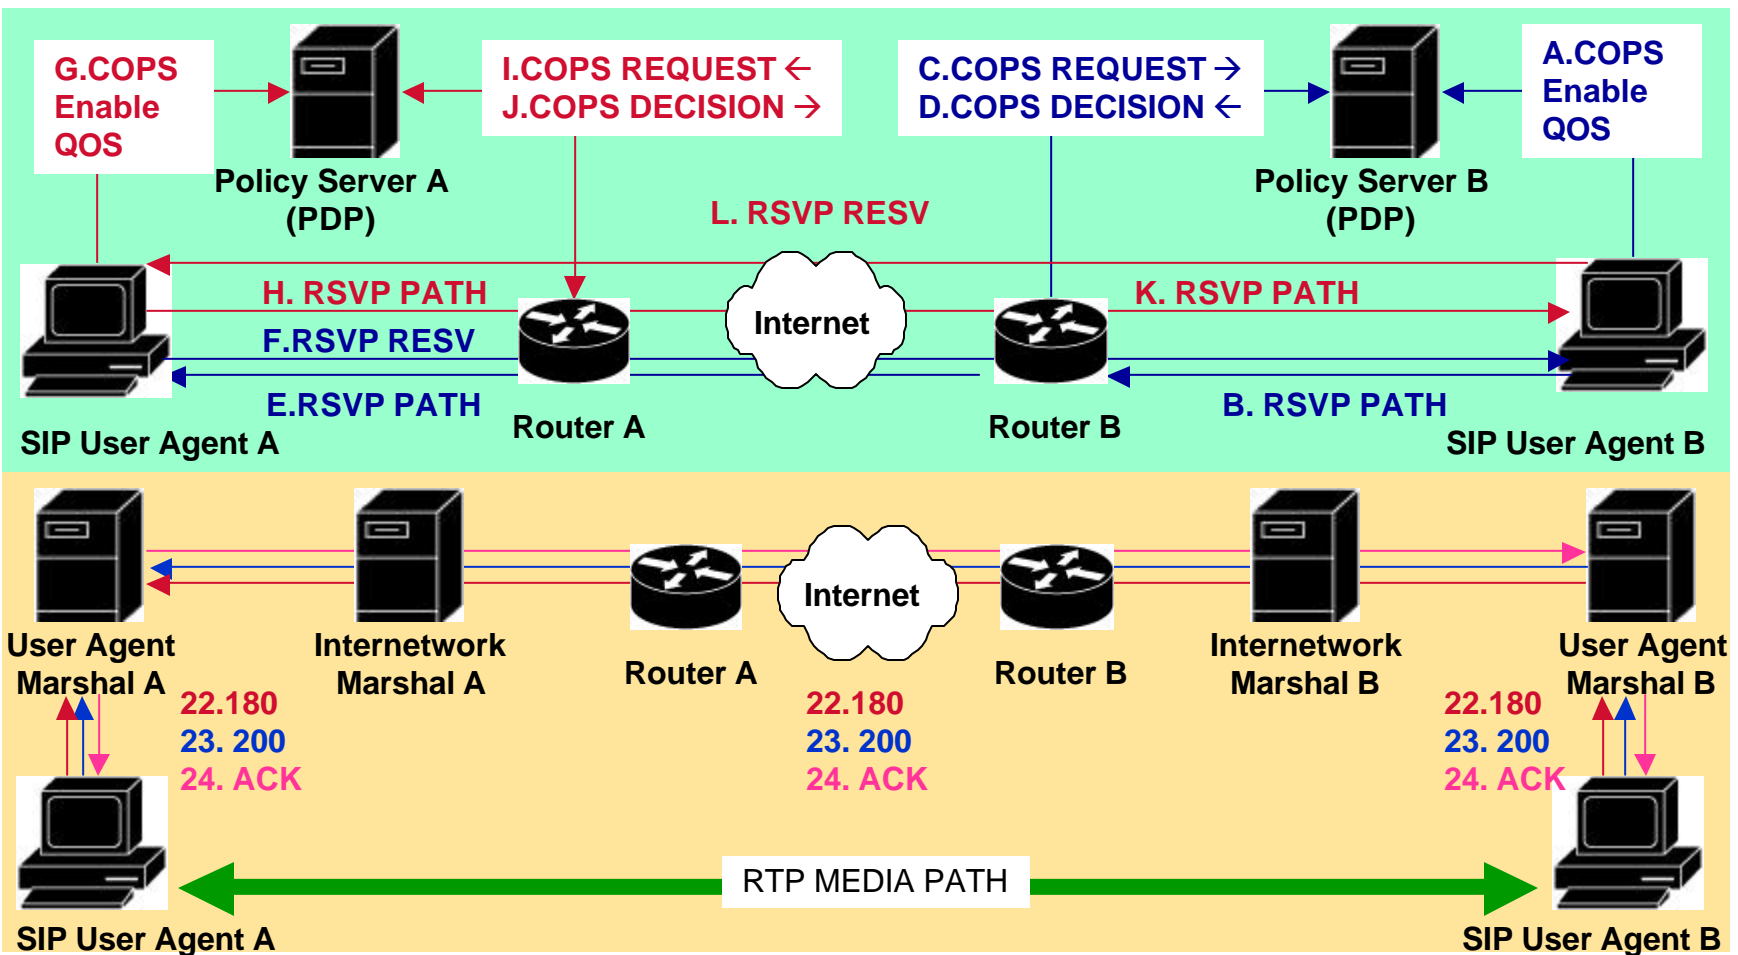 G.COPS
Enable
QOS
I.COPS REQUEST ←
J.COPS DECISION →
C.COPS REQUEST →
D.COPS DECISION ←
A.COPS
Enable
QOS
Policy Server A
(PDP)
Policy Server B
(PDP)
L. RSVP RESV
H. RSVP PATH
K. RSVP PATH
Internet
F.RSVP RESV
E.RSVP PATH
B. RSVP PATH
Router A
Router B
SIP User Agent A
SIP User Agent B
Internet
User Agent
Marshal A
Internetwork
Marshal A
Router A
Router B
Internetwork
Marshal B
User Agent
Marshal B
22.180
23. 200
24. ACK
22.180
23. 200
24. ACK
22.180
23. 200
24. ACK
RTP MEDIA PATH
SIP User Agent A
SIP User Agent B